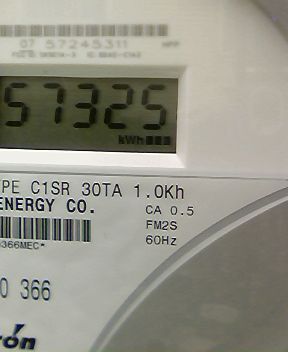 07 57245311
57325
kWh
PE C1SR 30TA 1.0Kh
ENERGY CO.
CA 0.5
FM2S
60Hz
366MEC*
0 366
rón